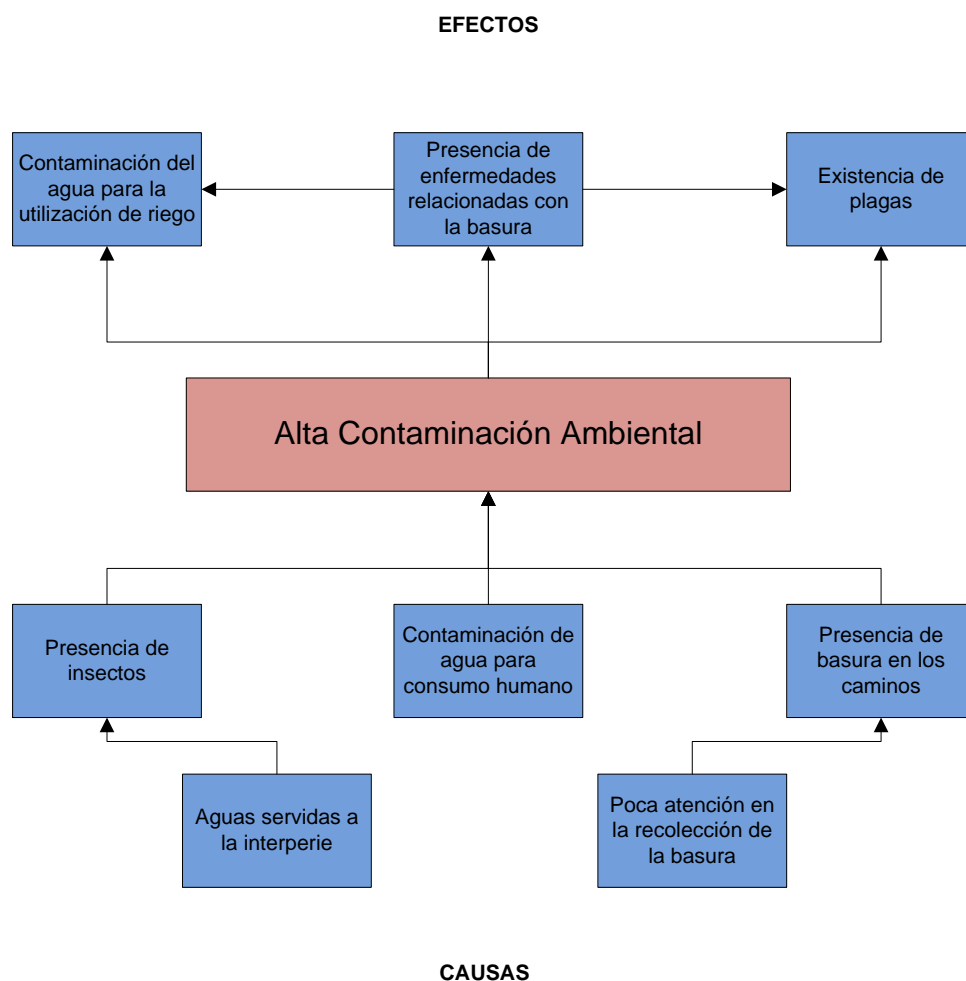 EFECTOS
Contaminación del
agua para la
utilización de riego
Presencia de
enfermedades
relacionadas con
la basura
Existencia de
plagas
Alta Contaminación Ambiental
Presencia de
insectos
Contaminación de
agua para
consumo humano
Presencia de
basura en los
caminos
Aguas servidas a
la interperie
Poca atención en
la recolección de
la basura
CAUSAS